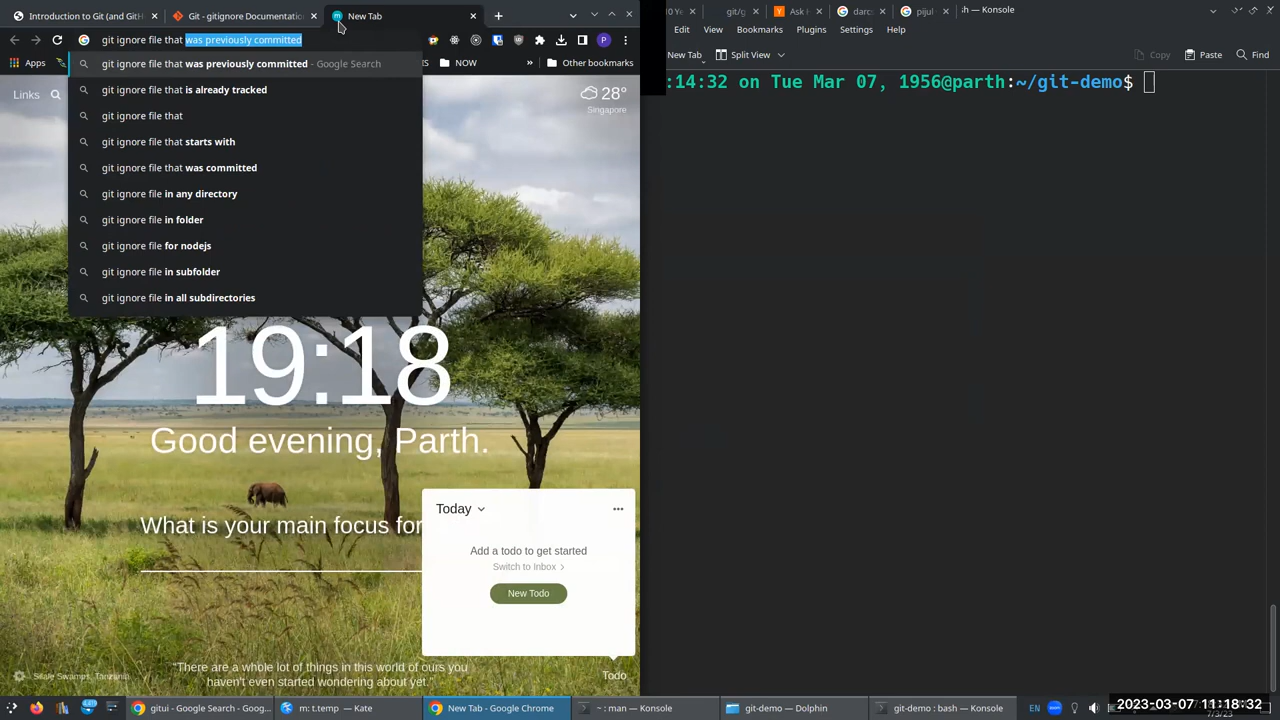 Introduction to Git (and GitH
Git - gitignore Documentation
New Tab
git ignore file that was previously committed
Apps
NOW
»
Other bookmarks
git ignore file that was previously committed - Google Search
git ignore file that is already tracked
git ignore file that
git ignore file that starts with
git ignore file that was committed
git ignore file in any directory
git ignore file in folder
git ignore file for nodejs
git ignore file in subfolder
git ignore file in all subdirectories
Links
28°
Singapore
19:18
Good evening, Parth.
What is your main focus for
Today
Add a todo to get started
Switch to Inbox
New Todo
Silale Swamps, Tanzania
"There are a whole lot of things in this world of ours you
haven't even started wondering about yet."
Todo
git/g
Ask H
darcs
pijul
— Konsole
Edit View Bookmarks Plugins Settings Help
New Tab Split View Copy Paste Find
:14:32 on Tue Mar 07, 1956@parth:~/git-demo$
gitui - Google Search - Goog...
m: t.temp — Kate
New Tab - Google Chrome
~ : man — Konsole
git-demo — Dolphin
git-demo : bash — Konsole
EN
2023-03-07 11:18:32
7/3/23